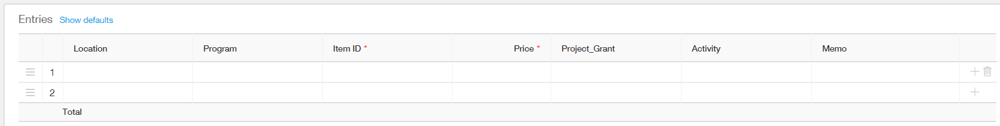 Entries Show defaults
Location Program Item ID * Price * Project_Grant Activity Memo
1
2
Total